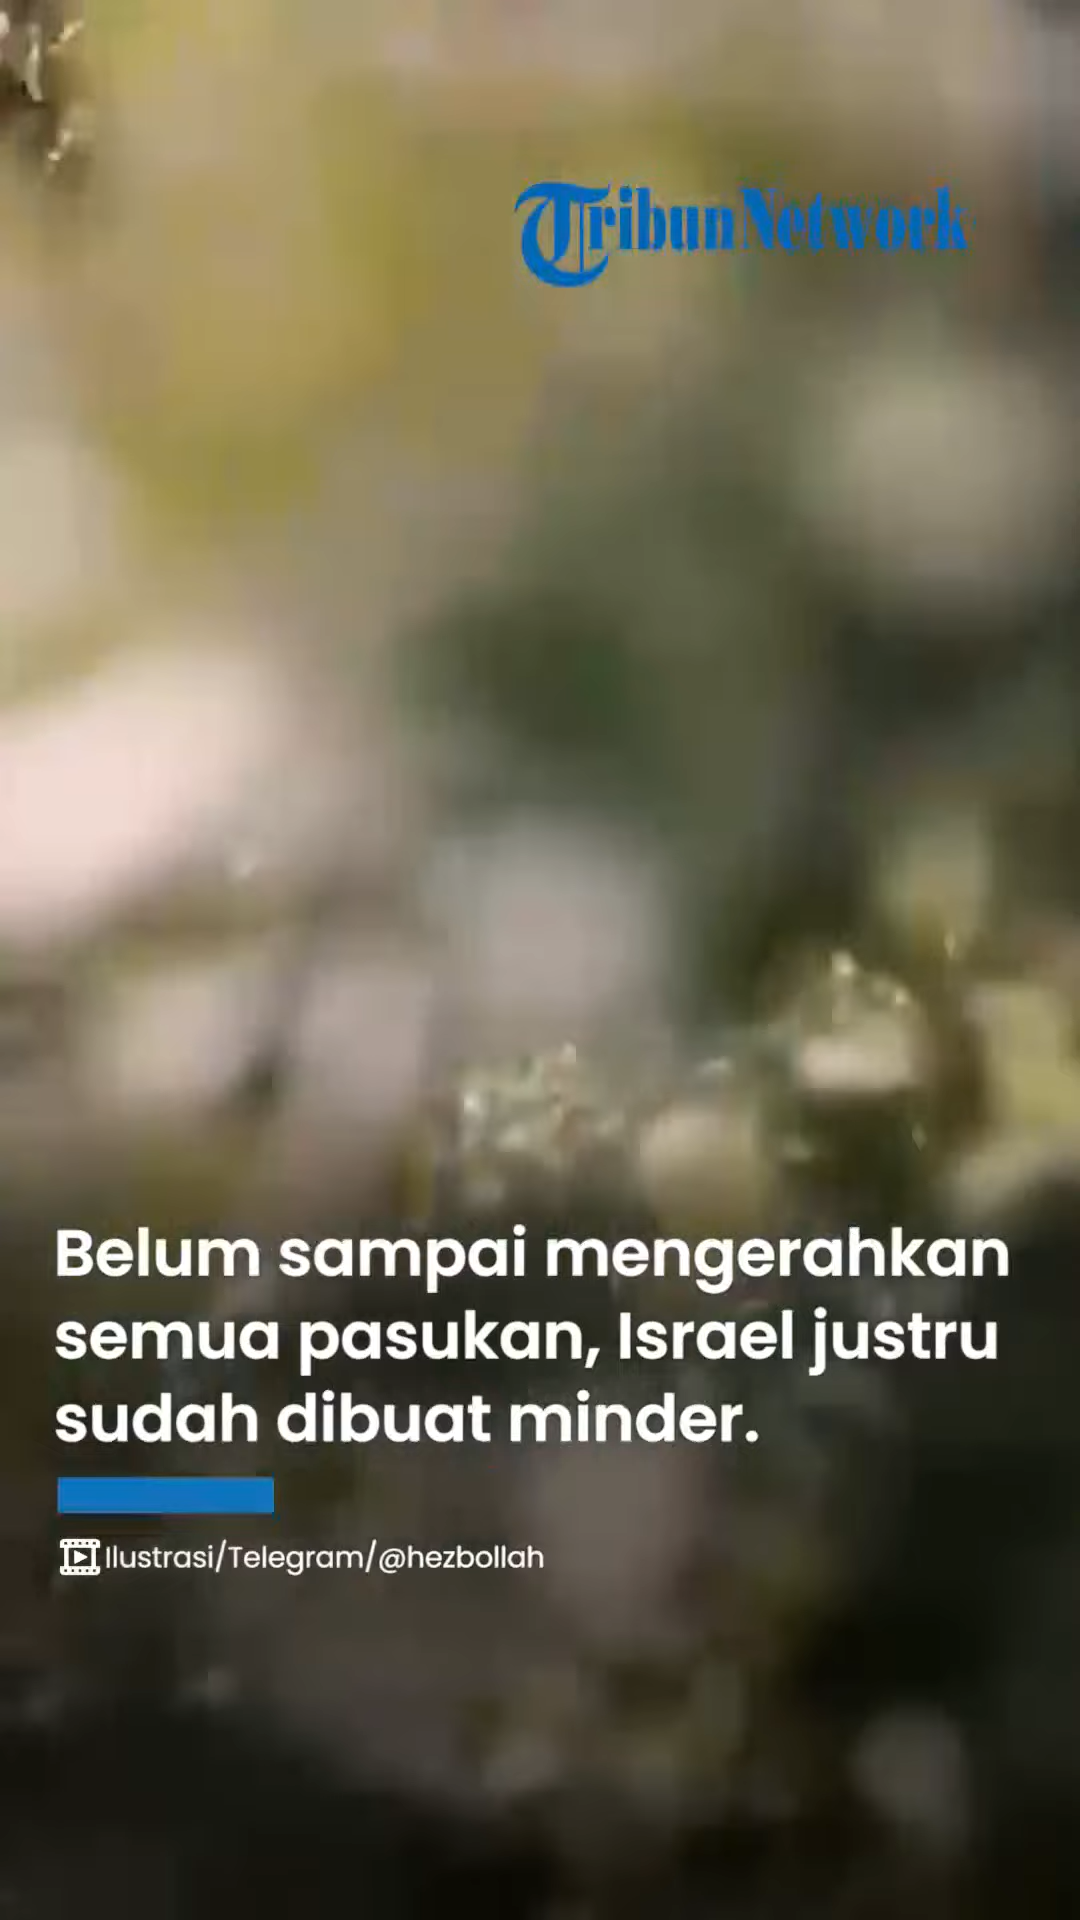 TribunNetwork
Belum sampai mengerahkan
semua pasukan, Israel justru
sudah dibuat minder.
Ilustrasi/Telegram/@hezbollah